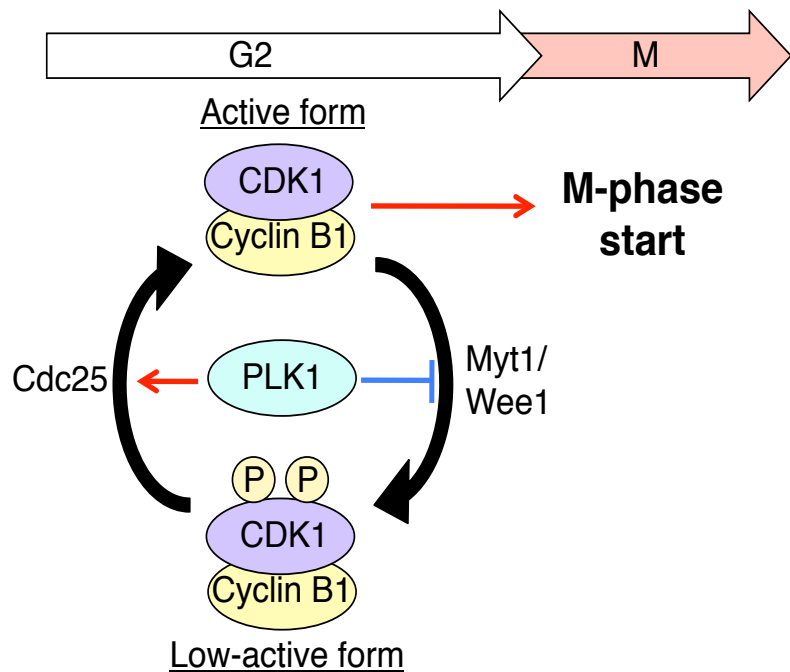 G2
M
Active form
CDK1
Cyclin B1
M-phase
start
Cdc25
PLK1
Myt1/
Wee1
P
P
CDK1
Cyclin B1
Low-active form